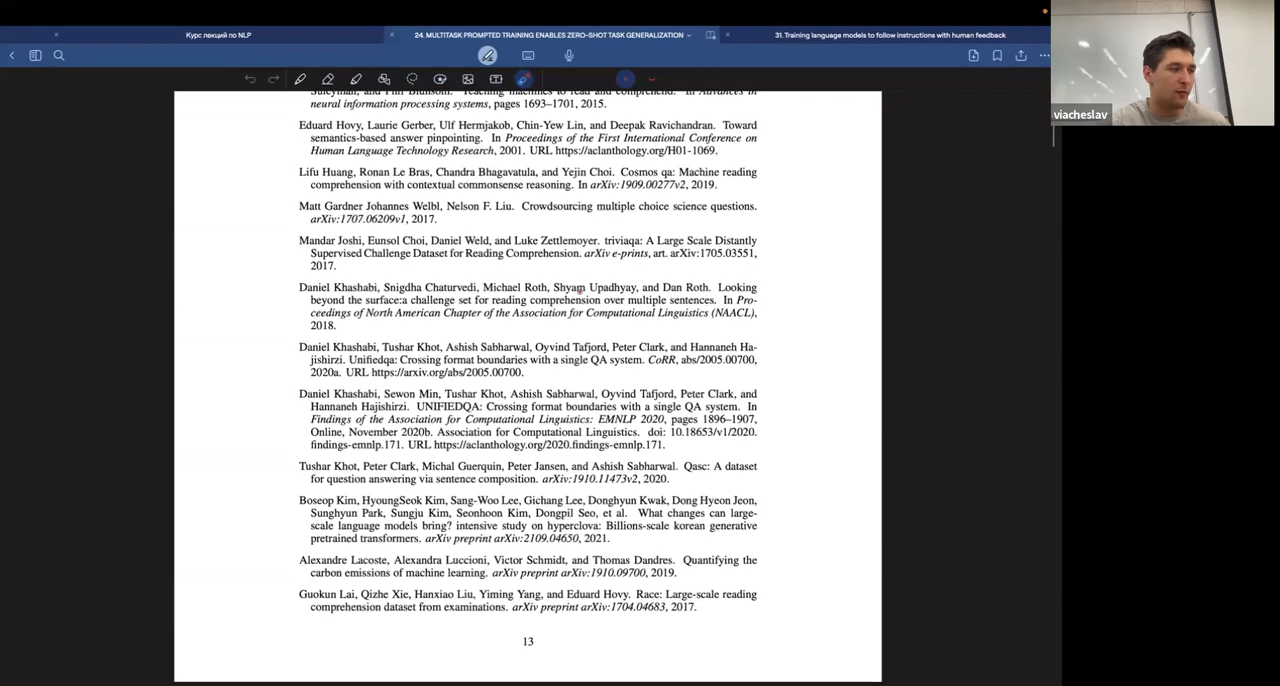 Курс лекций по NLP
24. MULTITASK PROMPTED TRAINING ENABLES ZERO-SHOT TASK GENERALIZATION
31. Training language models to follow instructions with human feedback
viacheslav
Suleyman, and Phil Blunsom. Teaching machines to read and comprehend. In Advances in
neural information processing systems, pages 1693–1701, 2015.
Eduard Hovy, Laurie Gerber, Ulf Hermjakob, Chin-Yew Lin, and Deepak Ravichandran. Toward
semantics-based answer pinpointing. In Proceedings of the First International Conference on
Human Language Technology Research, 2001. URL https://aclanthology.org/H01-1069.
Lifu Huang, Ronan Le Bras, Chandra Bhagavatula, and Yejin Choi. Cosmos qa: Machine reading
comprehension with contextual commonsense reasoning. In arXiv:1909.00277v2, 2019.
Matt Gardner Johannes Welbl, Nelson F. Liu. Crowdsourcing multiple choice science questions.
arXiv:1707.06209v1, 2017.
Mandar Joshi, Eunsol Choi, Daniel Weld, and Luke Zettlemoyer. triviaqa: A Large Scale Distantly
Supervised Challenge Dataset for Reading Comprehension. arXiv e-prints, art. arXiv:1705.03551,
2017.
Daniel Khashabi, Snigdha Chaturvedi, Michael Roth, Shyam Upadhyay, and Dan Roth. Looking
beyond the surface:a challenge set for reading comprehension over multiple sentences. In Pro-
ceedings of North American Chapter of the Association for Computational Linguistics (NAACL),
2018.
Daniel Khashabi, Tushar Khot, Ashish Sabharwal, Oyvind Tafjord, Peter Clark, and Hannaneh Ha-
jishirzi. Unifiedqa: Crossing format boundaries with a single QA system. CoRR, abs/2005.00700,
2020a. URL https://arxiv.org/abs/2005.00700.
Daniel Khashabi, Sewon Min, Tushar Khot, Ashish Sabharwal, Oyvind Tafjord, Peter Clark, and
Hannaneh Hajishirzi. UNIFIEDQA: Crossing format boundaries with a single QA system. In
Findings of the Association for Computational Linguistics: EMNLP 2020, pages 1896–1907,
Online, November 2020b. Association for Computational Linguistics. doi: 10.18653/v1/2020.
findings-emnlp.171. URL https://aclanthology.org/2020.findings-emnlp.171.
Tushar Khot, Peter Clark, Michal Guerquin, Peter Jansen, and Ashish Sabharwal. Qasc: A dataset
for question answering via sentence composition. arXiv:1910.11473v2, 2020.
Boseop Kim, HyoungSeok Kim, Sang-Woo Lee, Gichang Lee, Donghyun Kwak, Dong Hyeon Jeon,
Sunghyun Park, Sungju Kim, Seonhoon Kim, Dongpil Seo, et al. What changes can large-
scale language models bring? intensive study on hyperclova: Billions-scale korean generative
pretrained transformers. arXiv preprint arXiv:2109.04650, 2021.
Alexandre Lacoste, Alexandra Luccioni, Victor Schmidt, and Thomas Dandres. Quantifying the
carbon emissions of machine learning. arXiv preprint arXiv:1910.09700, 2019.
Guokun Lai, Qizhe Xie, Hanxiao Liu, Yiming Yang, and Eduard Hovy. Race: Large-scale reading
comprehension dataset from examinations. arXiv preprint arXiv:1704.04683, 2017.
13